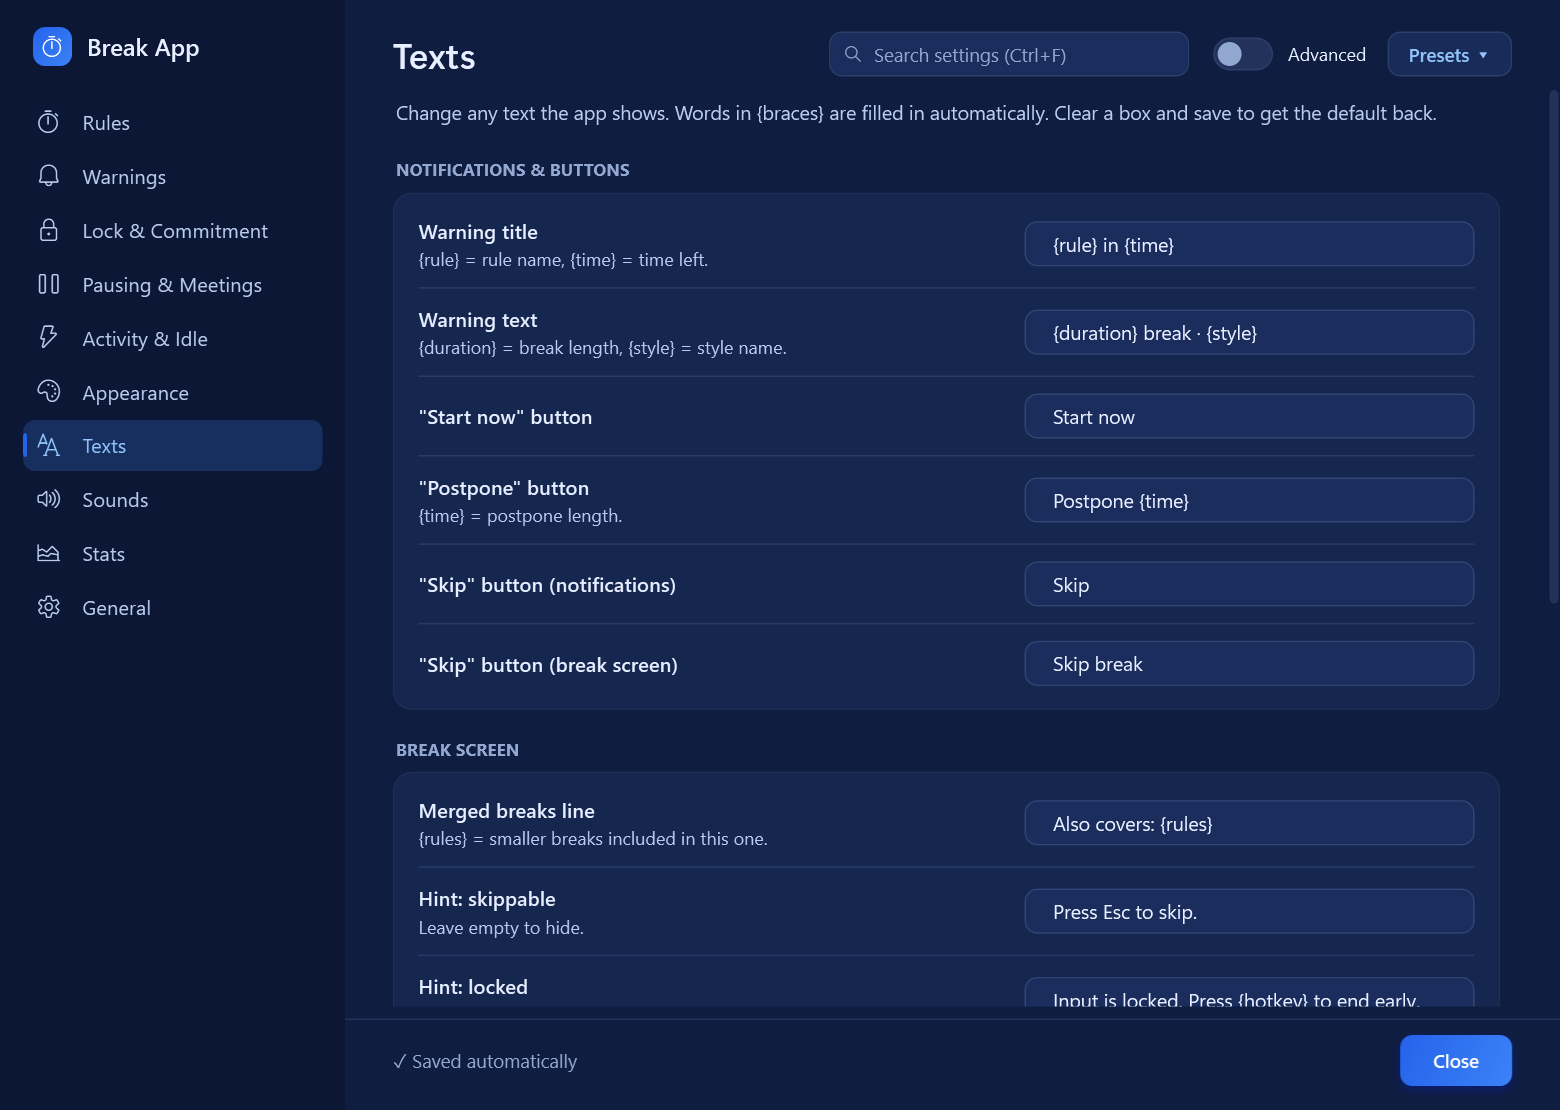 Break App
Rules
Warnings
Lock & Commitment
Pausing & Meetings
Activity & Idle
Appearance
Texts
Sounds
Stats
General
Texts
Search settings (Ctrl+F)
Advanced
Presets
Change any text the app shows. Words in {braces} are filled in automatically. Clear a box and save to get the default back.
NOTIFICATIONS & BUTTONS
Warning title
{rule} = rule name, {time} = time left.
{rule} in {time}
Warning text
{duration} = break length, {style} = style name.
{duration} break · {style}
"Start now" button
Start now
"Postpone" button
{time} = postpone length.
Postpone {time}
"Skip" button (notifications)
Skip
"Skip" button (break screen)
Skip break
BREAK SCREEN
Merged breaks line
{rules} = smaller breaks included in this one.
Also covers: {rules}
Hint: skippable
Leave empty to hide.
Press Esc to skip.
Hint: locked
Input is locked. Press {hotkey} to end early.
✓ Saved automatically
Close